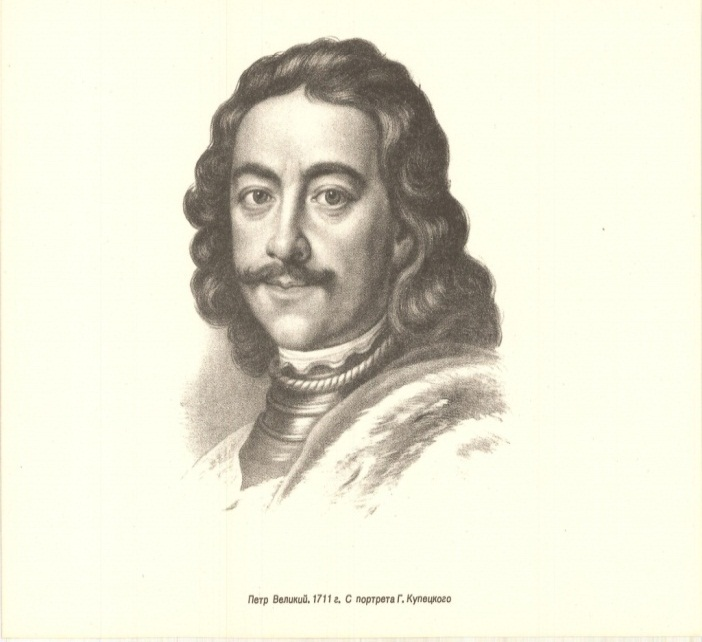 Петр Великий. 1711 г. С портрета Г. Купецкого